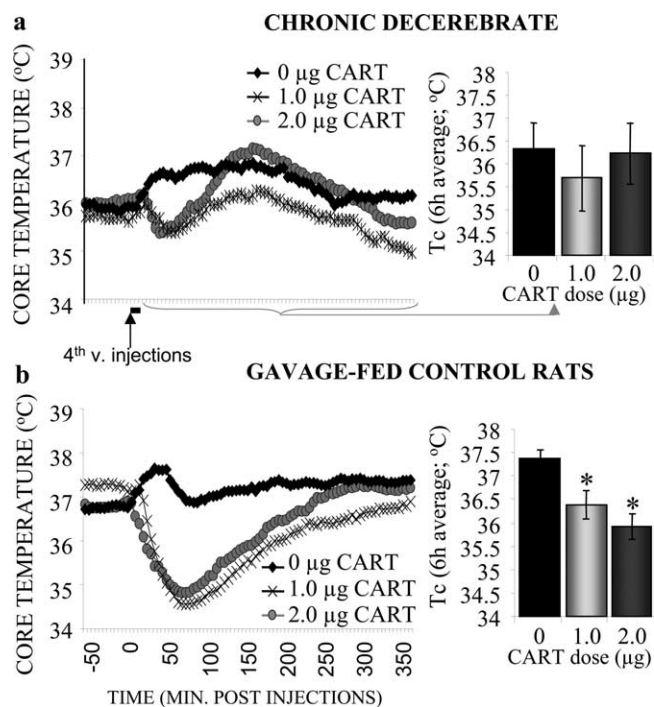 a CHRONIC DECEREBRATE
CORE TEMPERATURE (ºC)
39
38
37
36
35
34
0 µg CART
1.0 µg CART
2.0 µg CART
4th v. injections
Tc (6h average; ºC)
38
37.5
37
36.5
36
35.5
35
34.5
34
0 1.0 2.0
CART dose (µg)
b GAVAGE-FED CONTROL RATS
CORE TEMPERATURE (ºC)
39
38
37
36
35
34
0 µg CART
1.0 µg CART
2.0 µg CART
-50 0 50 100 150 200 250 300 350
TIME (MIN. POST INJECTIONS)
Tc (6h average; ºC)
38
37.5
37
36.5
36
35.5
35
34.5
34
* *
0 1.0 2.0
CART dose (µg)